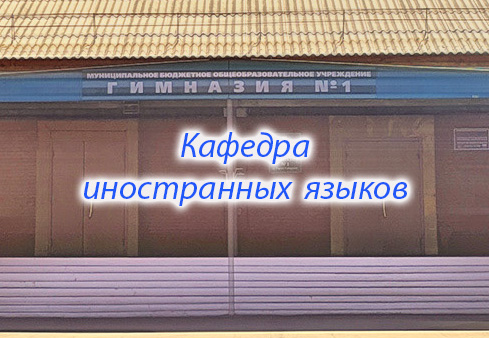 МУНИЦИПАЛЬНОЕ БЮДЖЕТНОЕ ОБЩЕОБРАЗОВАТЕЛЬНОЕ УЧРЕЖДЕНИЕ
ГИМНАЗИЯ №1
Кафедра
иностранных языков